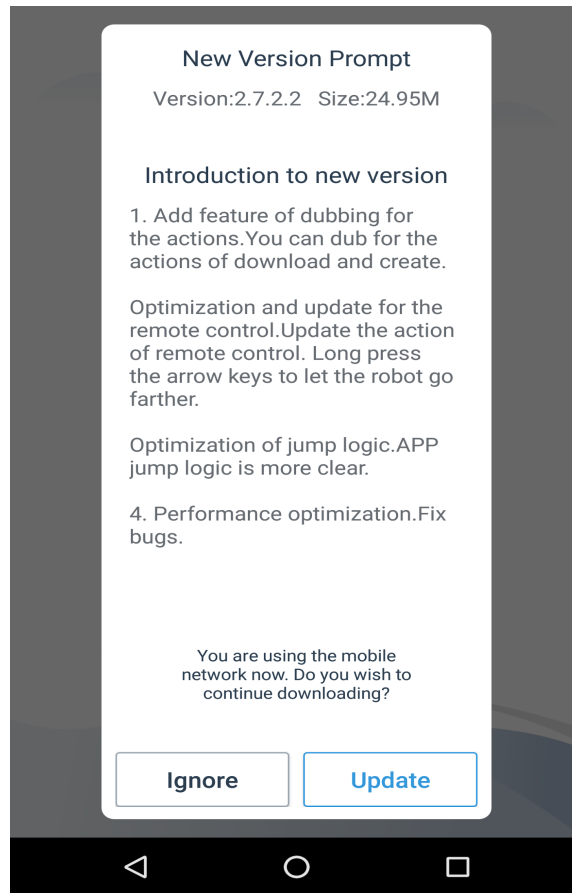 New Version Prompt
Version:2.7.2.2 Size:24.95M
Introduction to new version
1. Add feature of dubbing for
the actions.You can dub for the
actions of download and create.
Optimization and update for the
remote control.Update the action
of remote control. Long press
the arrow keys to let the robot go
farther.
Optimization of jump logic.APP
jump logic is more clear.
4. Performance optimization.Fix
bugs.
You are using the mobile
network now. Do you wish to
continue downloading?
Ignore Update